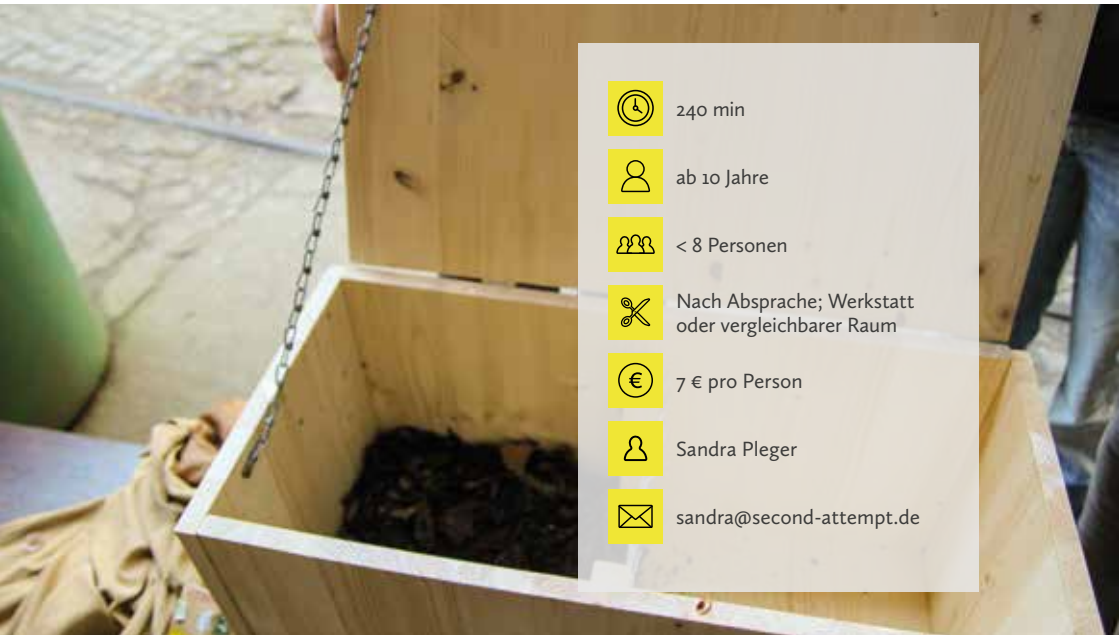 240 min
ab 10 Jahre
< 8 Personen
Nach Absprache; Werkstatt
oder vergleichbarer Raum
€
7 € pro Person
Sandra Pleger
sandra@second-attempt.de